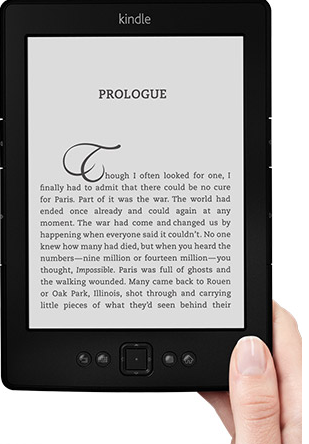 kindle
PROLOGUE
Though I often looked for one, I
finally had to admit that there could be no cure
for Paris. Part of it was the war. The world had
ended once already and could again at any
moment. The war had come and changed us by
happening when everyone said it couldn't. No one
knew how many had died, but when you heard the
numbers—nine million or fourteen million—you
thought, Impossible. Paris was full of ghosts and
the walking wounded. Many came back to Rouen
or Oak Park, Illinois, shot through and carrying
little pieces of what they'd seen behind their